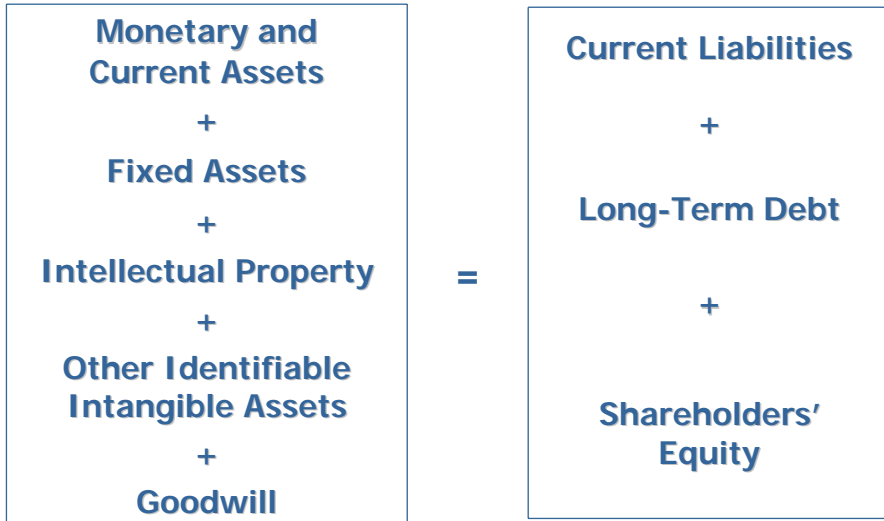 Monetary and
Current Assets
+
Fixed Assets
+
Intellectual Property
+
Other Identifiable
Intangible Assets
+
Goodwill
=
Current Liabilities
+
Long-Term Debt
+
Shareholders'
Equity